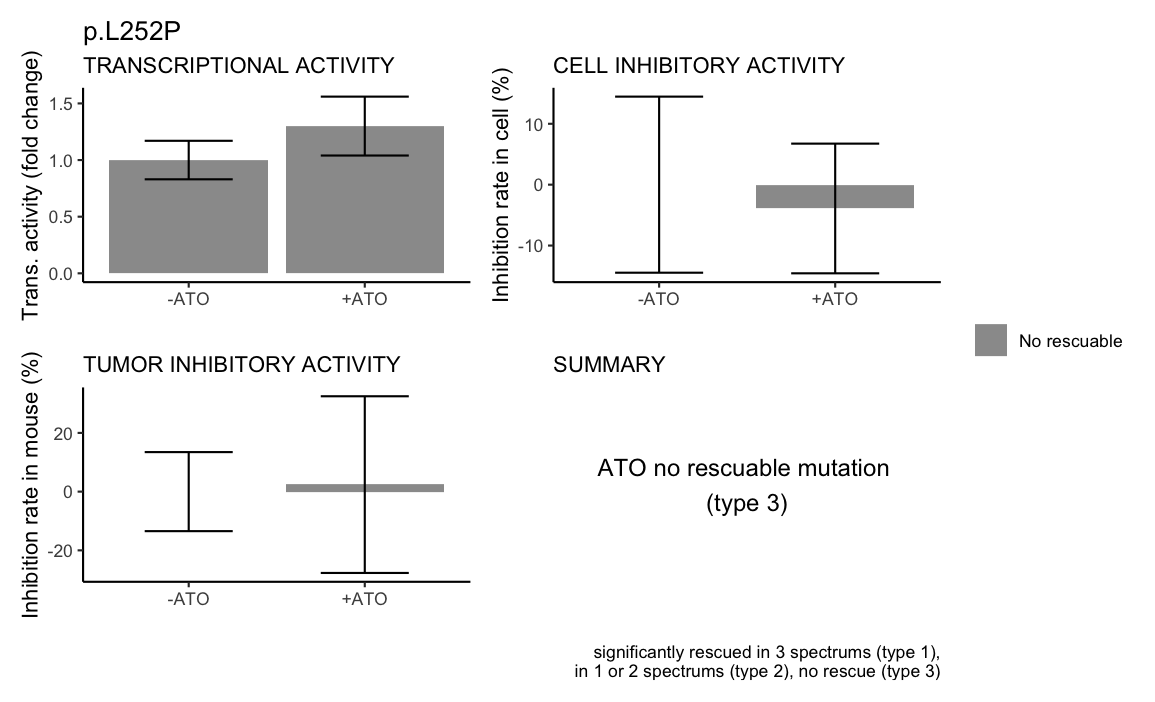 p.L252P
TRANSCRIPTIONAL ACTIVITY
Trans. activity (fold change)
1.5
1.0
0.5
0.0
-ATO
+ATO
CELL INHIBITORY ACTIVITY
Inhibition rate in cell (%)
10
0
-10
-ATO
+ATO
No rescuable
TUMOR INHIBITORY ACTIVITY
Inhibition rate in mouse (%)
20
0
-20
-ATO
+ATO
SUMMARY
ATO no rescuable mutation
(type 3)
significantly rescued in 3 spectrums (type 1),
in 1 or 2 spectrums (type 2), no rescue (type 3)